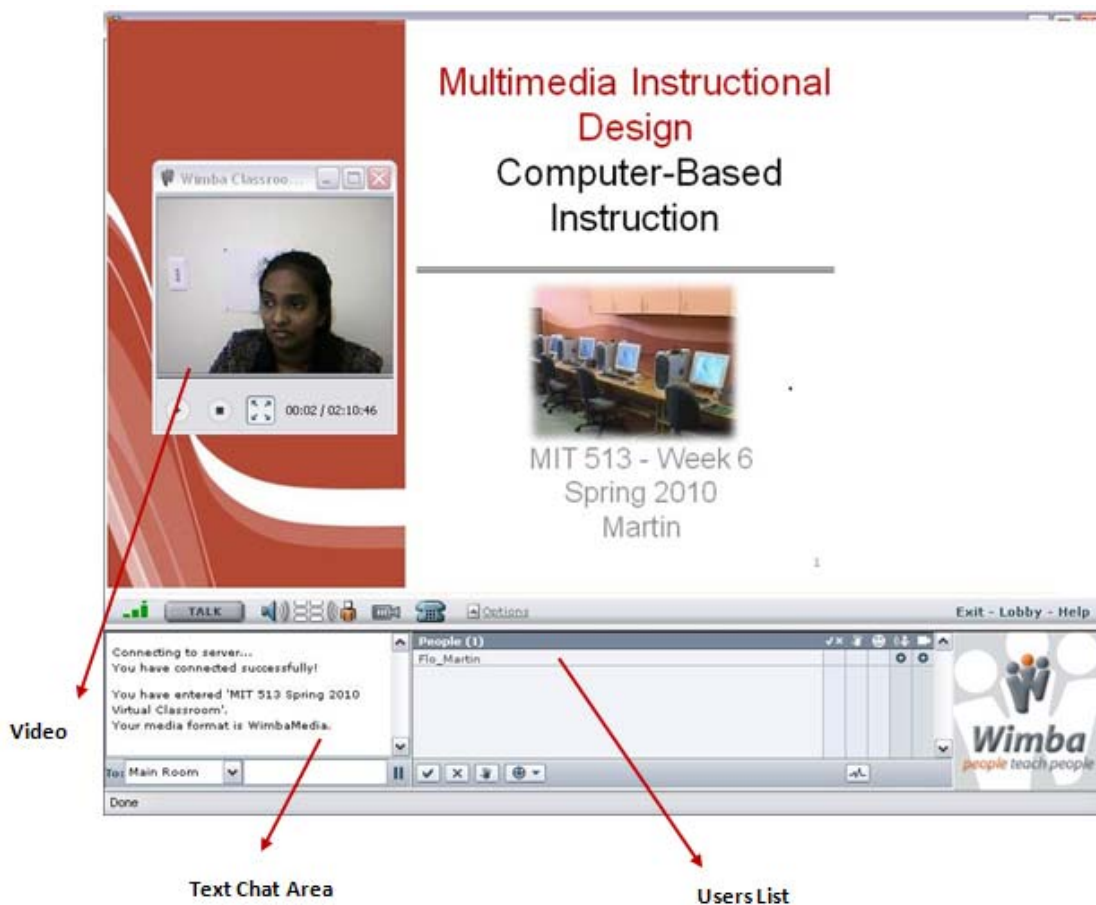 Multimedia Instructional
Design
Computer-Based
Instruction
Wimba Classroo...
00:02 / 02:10:46
MIT 513 - Week 6
Spring 2010
Martin
1
TALK
Options
Exit - Lobby - Help
Connecting to server...
You have connected successfully!
You have entered 'MIT 513 Spring 2010
Virtual Classroom'.
Your media format is WimbaMedia.
People (1)
Flo_Martin
To: Main Room
Wimba
people teach people
Done
Video
Text Chat Area
Users List